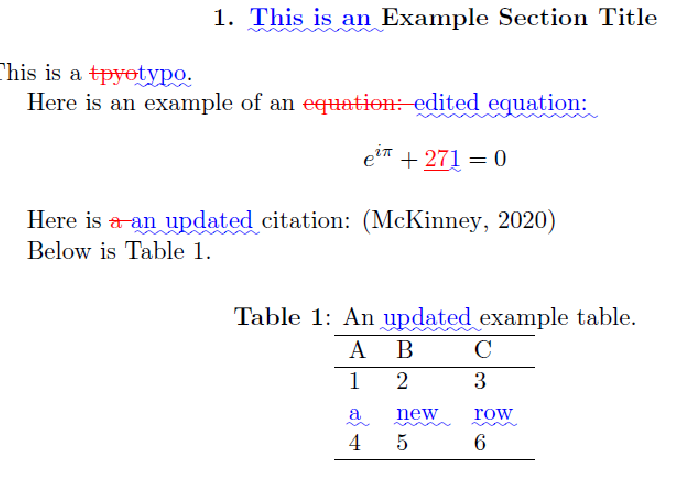 1. This is an Example Section Title
This is a tpyotypo.
Here is an example of an equation: edited equation:
e^{iπ} + 271 = 0
Here is a an updated citation: (McKinney, 2020)
Below is Table 1.
Table 1: An updated example table.
A B C
1 2 3
a new row
4 5 6